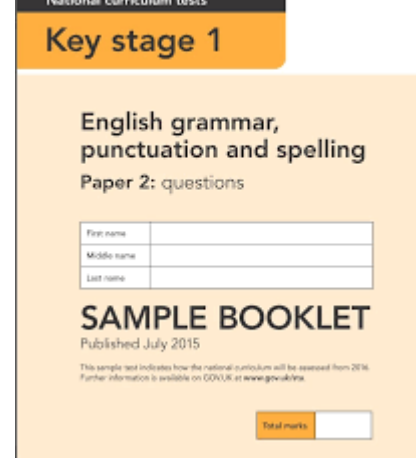 National curriculum tests
Key stage 1
English grammar,
punctuation and spelling
Paper 2: questions
First name
Middle name
Last name
SAMPLE BOOKLET
Published July 2015
This sample test indicates how the national curriculum will be assessed from 2016.
Further information is available on GOV.UK at www.gov.uk/sta.
Total marks